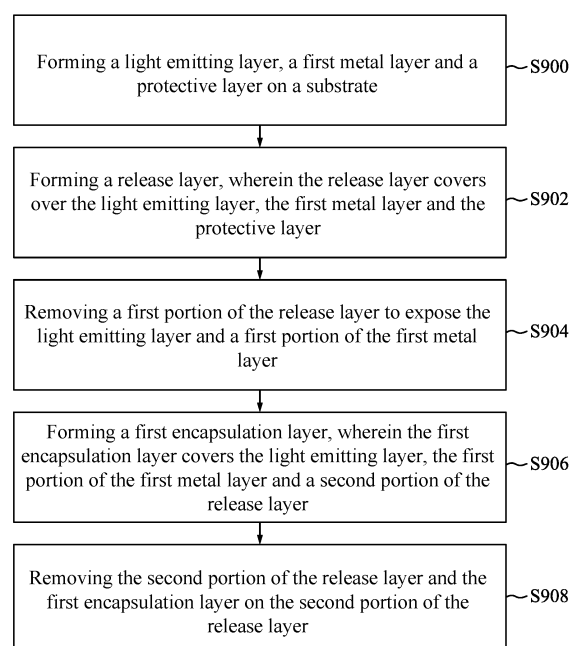 Forming a light emitting layer, a first metal layer and a
protective layer on a substrate
S900
Forming a release layer, wherein the release layer covers
over the light emitting layer, the first metal layer and the
protective layer
S902
Removing a first portion of the release layer to expose the
light emitting layer and a first portion of the first metal
layer
S904
Forming a first encapsulation layer, wherein the first
encapsulation layer covers the light emitting layer, the first
portion of the first metal layer and a second portion of the
release layer
S906
Removing the second portion of the release layer and the
first encapsulation layer on the second portion of the
release layer
S908